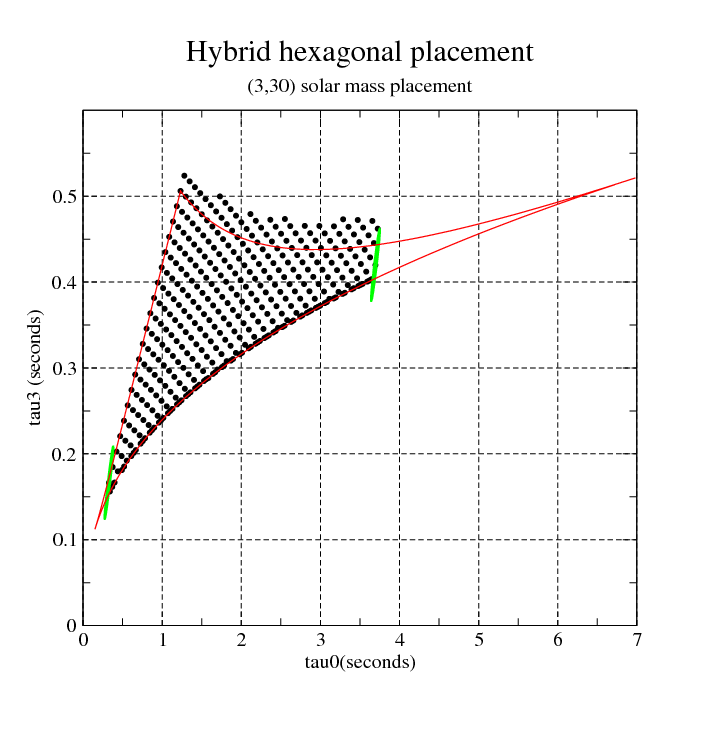 Hybrid hexagonal placement
(3,30) solar mass placement
0.5
0.4
0.3
0.2
0.1
0
tau3 (seconds)
0 1 2 3 4 5 6 7
tau0(seconds)